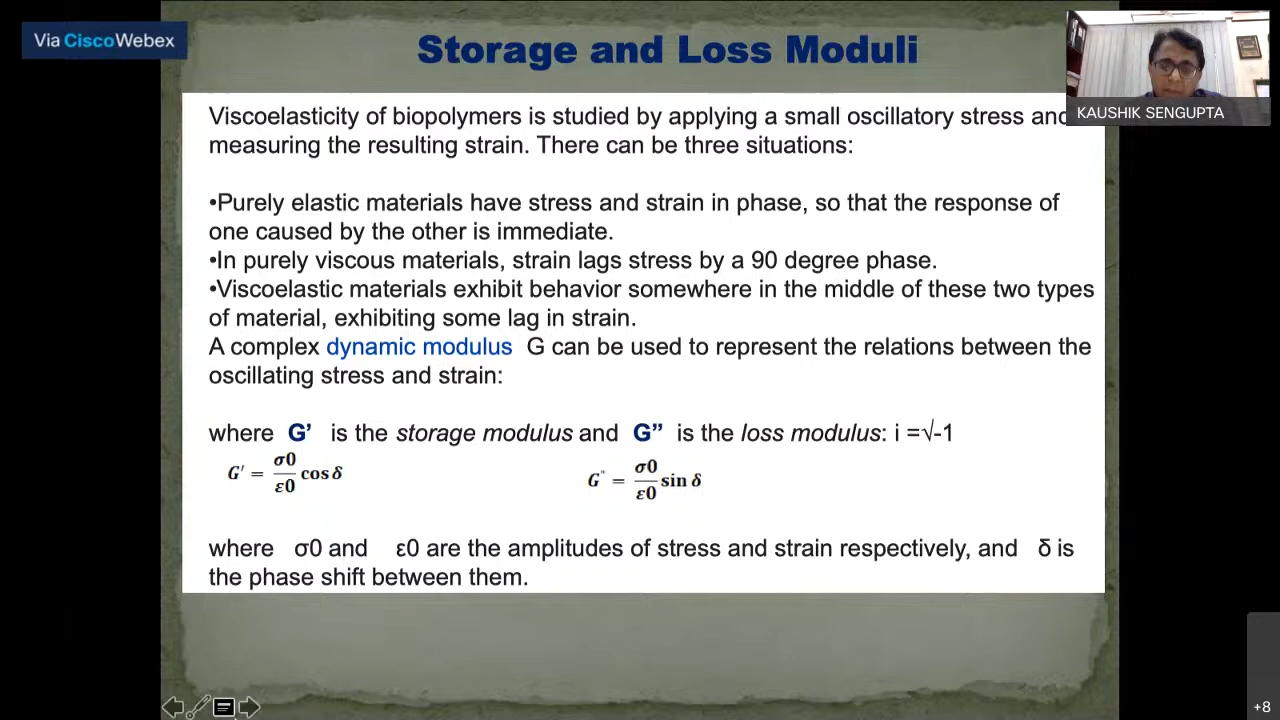 Via CiscoWebex
Storage and Loss Moduli
KAUSHIK SENGUPTA
Viscoelasticity of biopolymers is studied by applying a small oscillatory stress and
measuring the resulting strain. There can be three situations:
•Purely elastic materials have stress and strain in phase, so that the response of
one caused by the other is immediate.
•In purely viscous materials, strain lags stress by a 90 degree phase.
•Viscoelastic materials exhibit behavior somewhere in the middle of these two types
of material, exhibiting some lag in strain.
A complex dynamic modulus G can be used to represent the relations between the
oscillating stress and strain:
where G’ is the storage modulus and G” is the loss modulus: i =√-1
G' = σ0/ε0 cos δ
G" = σ0/ε0 sin δ
where σ0 and ε0 are the amplitudes of stress and strain respectively, and δ is
the phase shift between them.
+8